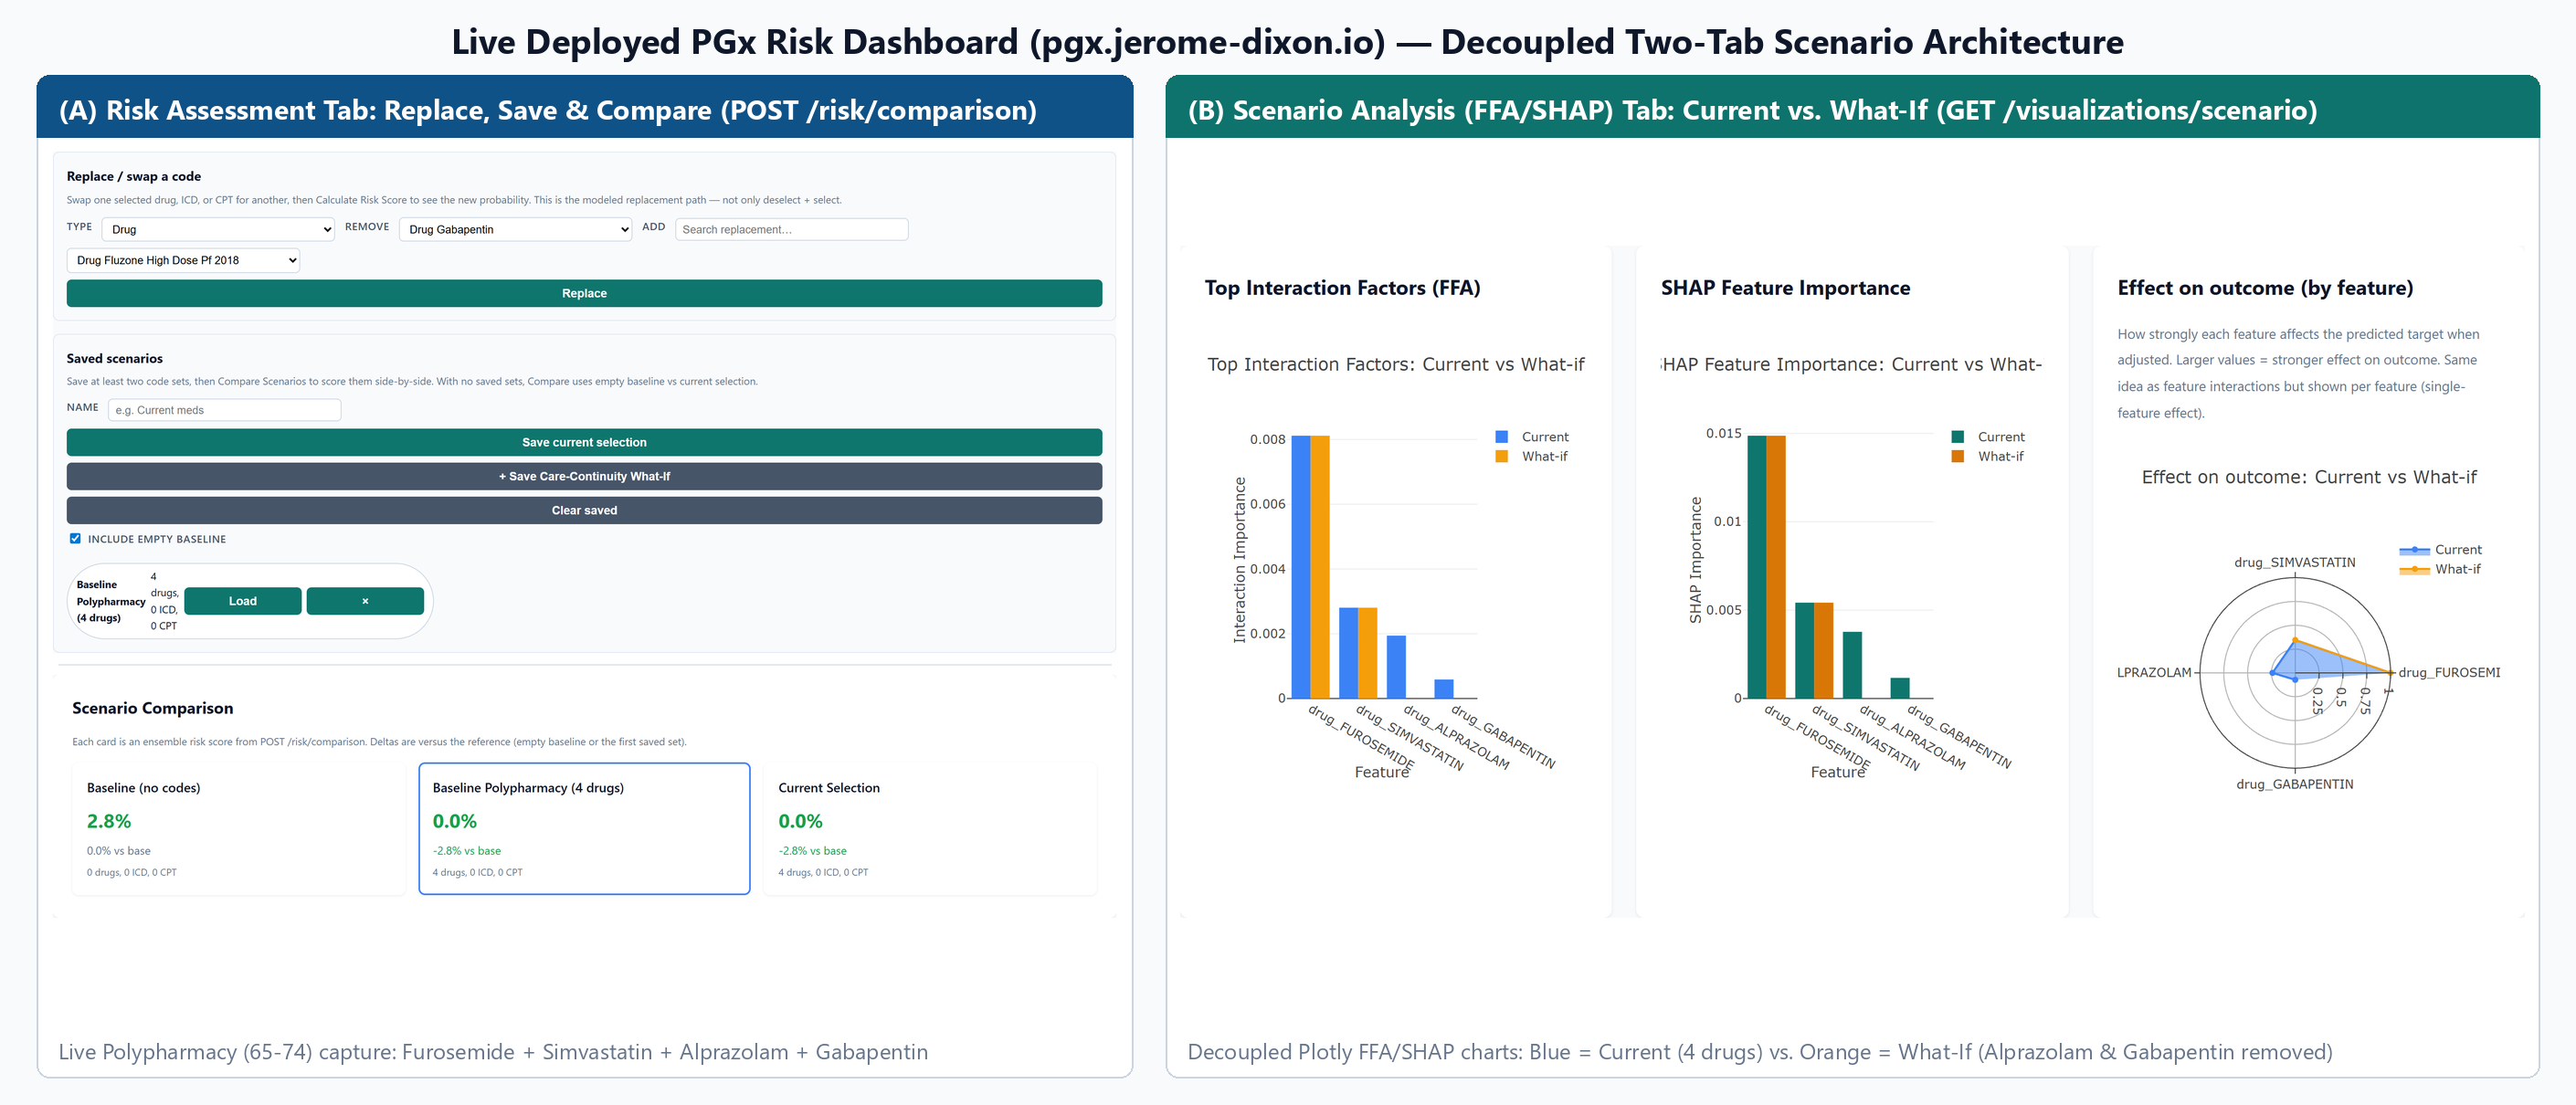 Live Deployed PGx Risk Dashboard (pgx.jerome-dixon.io) — Decoupled Two-Tab Scenario Architecture
(A) Risk Assessment Tab: Replace, Save & Compare (POST /risk/comparison)
Replace / swap a code
Swap one selected drug, ICD, or CPT for another, then Calculate Risk Score to see the new probability. This is the modeled replacement path — not only deselect + select.
TYPE Drug REMOVE Drug Gabapentin ADD Search replacement...
Drug Fluzone High Dose Pf 2018
Replace
Saved scenarios
Save at least two code sets, then Compare Scenarios to score them side-by-side. With no saved sets, Compare uses empty baseline vs current selection.
NAME e.g. Current meds
Save current selection
+ Save Care-Continuity What-If
Clear saved
INCLUDE EMPTY BASELINE
Baseline
Polypharmacy
(4 drugs)
4
drugs,
0 ICD,
0 CPT
Load
×
Scenario Comparison
Each card is an ensemble risk score from POST /risk/comparison. Deltas are versus the reference (empty baseline or the first saved set).
Baseline (no codes)
2.8%
0.0% vs base
0 drugs, 0 ICD, 0 CPT
Baseline Polypharmacy (4 drugs)
0.0%
-2.8% vs base
4 drugs, 0 ICD, 0 CPT
Current Selection
0.0%
-2.8% vs base
4 drugs, 0 ICD, 0 CPT
Live Polypharmacy (65-74) capture: Furosemide + Simvastatin + Alprazolam + Gabapentin
(B) Scenario Analysis (FFA/SHAP) Tab: Current vs. What-If (GET /visualizations/scenario)
Top Interaction Factors (FFA)
Top Interaction Factors: Current vs What-if
Current
What-if
Interaction Importance
0.008
0.006
0.004
0.002
0
drug_FUROSEMIDE
drug_SIMVASTATIN
drug_ALPRAZOLAM
drug_GABAPENTIN
Feature
SHAP Feature Importance
HAP Feature Importance: Current vs What-
Current
What-if
SHAP Importance
0.015
0.01
0.005
0
drug_FUROSEMIDE
drug_SIMVASTATIN
drug_ALPRAZOLAM
drug_GABAPENTIN
Feature
Effect on outcome (by feature)
How strongly each feature affects the predicted target when
adjusted. Larger values = stronger effect on outcome. Same
idea as feature interactions but shown per feature (single-
feature effect).
Effect on outcome: Current vs What-if
Current
What-if
drug_SIMVASTATIN
LPRAZOLAM
drug_FUROSEMI
0.25
0.5
0.75
1
drug_GABAPENTIN
Decoupled Plotly FFA/SHAP charts: Blue = Current (4 drugs) vs. Orange = What-If (Alprazolam & Gabapentin removed)